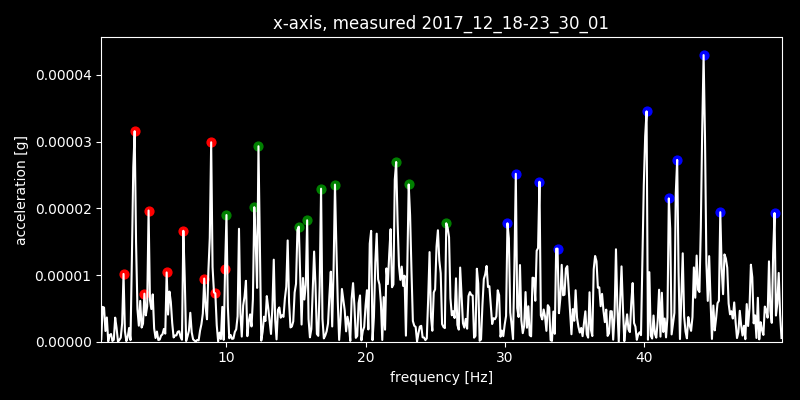 x-axis, measured 2017_12_18-23_30_01
0.00004
0.00003
0.00002
0.00001
0.00000
acceleration [g]
10 20 30 40
frequency [Hz]